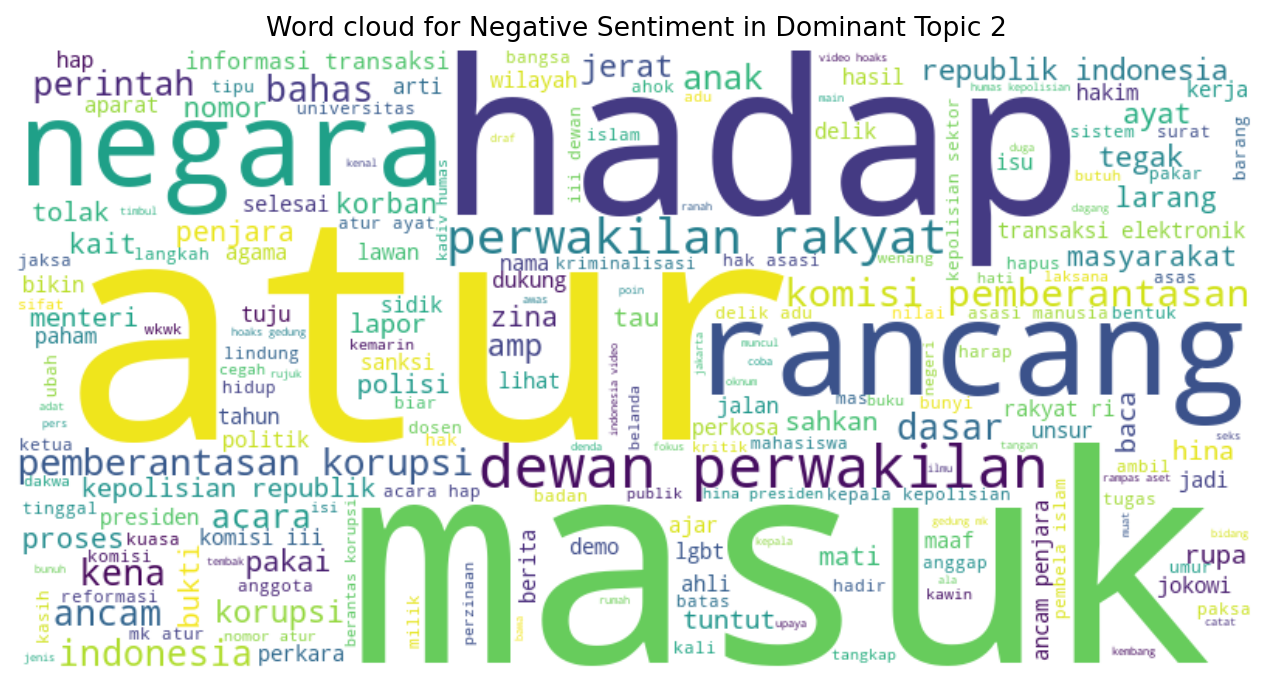 Word cloud for Negative Sentiment in Dominant Topic 2
hap
informasi transaksi
bangsa
jerat
video hoaks
perintah
tipu
bahas
arti
wilayah
ahok
anak
hasil
republik indonesia
humas kepolisian
hakim
kerja
aparat
nomor
universitas
adu
main
ayat
negara
hadap
draf
iii dewan
islam
delik
kepolisian sektor
sistem
surat
barang
kenal
isu
duga
tegak
pakar
butuh
selesai
korban
kadiv humas
ranah
larang
dagang
tolak
timbul
penjara
atur ayat
perwakilan rakyat
transaksi elektronik
kait
langkah
agama
lawan
jaksa
nama
kriminalisasi
hak asasi
wenang
hati
hapus
masyarakat
laksana
asas
bikin
atur
dukung
awas
poin
komisi pemberantasan
sifat
menteri
wkwk
tuju
sidik
lapor
zina
tau
delik adu
nilai
asasi manusia
bentuk
paham
hoaks gedung
kemarin
amp
rancang
lindung
cegah
rujuk
sanksi
indonesia video
jakarta
muncul
coba
negeri
harap
ubah
hidup
polisi
lihat
oknum
adat
pers
tahun
biar
dosen
belanda
jalan
mas
buku
bunyi
rakyat ri
baca
ketua
politik
hak
denda
fokus
perkosa
kritik
sahkan
mahasiswa
dasar
unsur
tangan
seks
hina
pemberantasan korupsi
dewan perwakilan
ilmu
ambil
rampas aset
jadi
dakwa
kepolisian republik
acara hap
badan
publik
hina presiden
kepala kepolisian
tugas
tinggal
presiden
acara
isi
masuk
ajar
gedung mk
muat
bidang
proses
kuasa
komisi iii
berantas korupsi
berita
demo
lgbt
kepala
mati
maaf
ancam penjara
pembela islam
rupa
komisi
bunuh
kena
bukti
tembak
pakai
perzinaan
ahli
anggap
umur
reformasi
anggota
rumah
batas
hadir
ala
kawin
jokowi
kasih
ancam
korupsi
milik
bawa
tuntut
upaya
paksa
catat
mk atur
nomor atur
jenis
indonesia
perkara
kali
tangkap
kembang